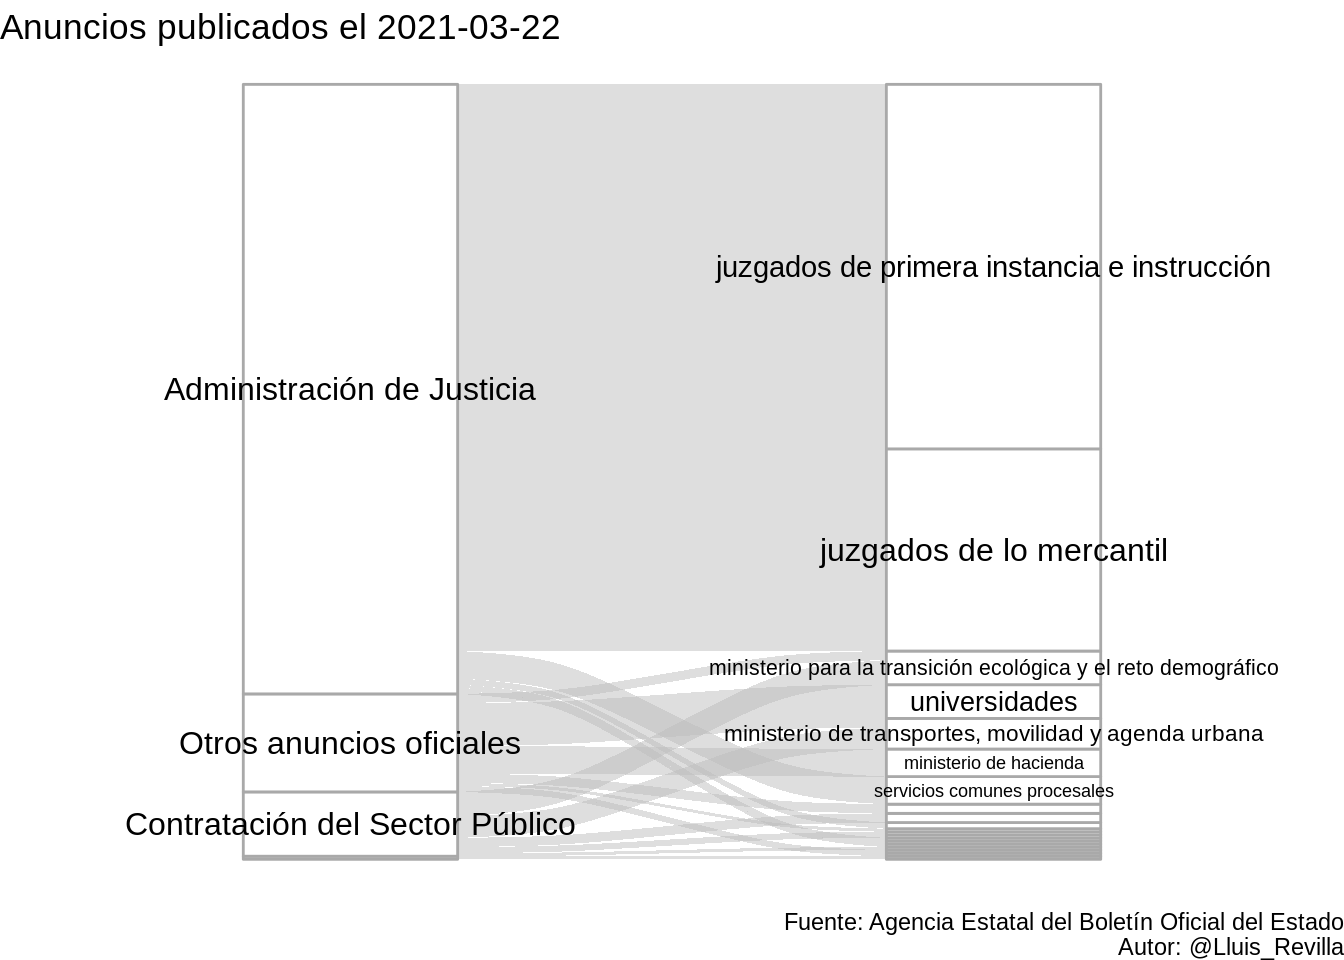 Anuncios publicados el 2021-03-22
juzgados de primera instancia e instrucción
Administración de Justicia
juzgados de lo mercantil
ministerio para la transición ecológica y el reto demográfico
universidades
ministerio de transportes, movilidad y agenda urbana
Otros anuncios oficiales
ministerio de hacienda
servicios comunes procesales
Contratación del Sector Público
Fuente: Agencia Estatal del Boletín Oficial del Estado
Autor: @Lluis_Revilla